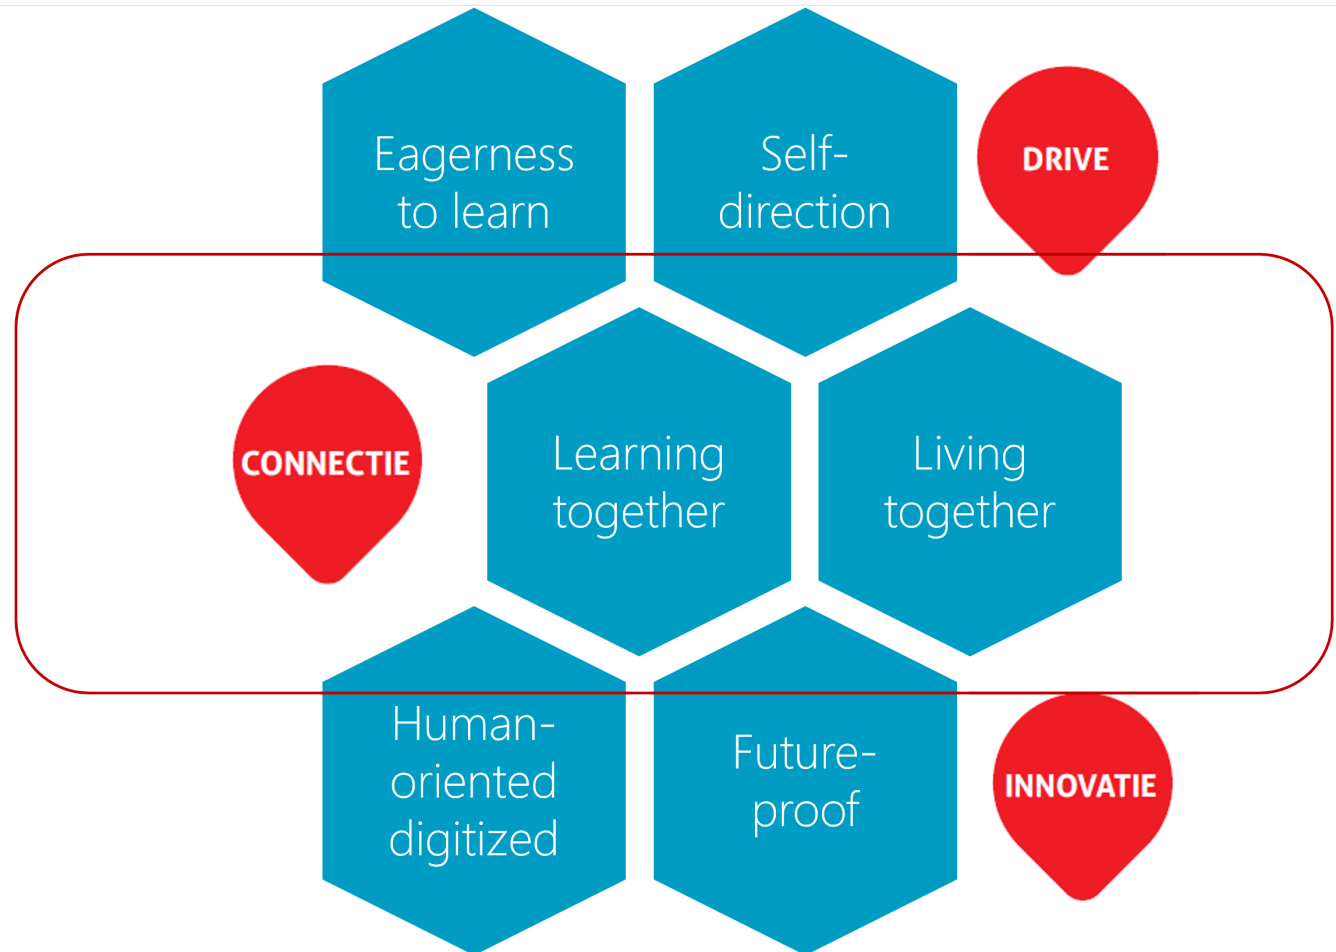 Eagerness
to learn
Self-
direction
DRIVE
CONNECTIE
Learning
together
Living
together
Human-
oriented
digitized
Future-
proof
INNOVATIE